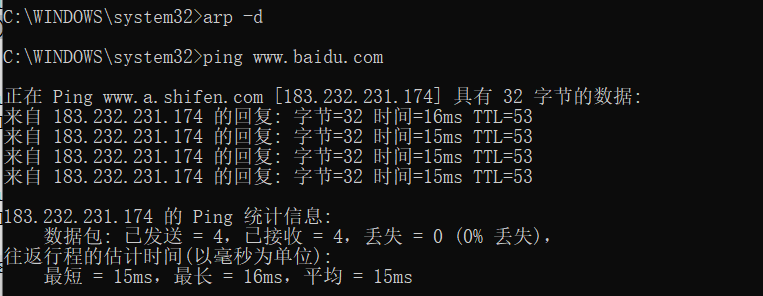 C:\WINDOWS\system32>arp -d
C:\WINDOWS\system32>ping www.baidu.com
正在 Ping www.a.shifen.com [183.232.231.174] 具有 32 字节的数据:
来自 183.232.231.174 的回复: 字节=32 时间=16ms TTL=53
来自 183.232.231.174 的回复: 字节=32 时间=15ms TTL=53
来自 183.232.231.174 的回复: 字节=32 时间=15ms TTL=53
来自 183.232.231.174 的回复: 字节=32 时间=15ms TTL=53
183.232.231.174 的 Ping 统计信息:
数据包: 已发送 = 4，已接收 = 4，丢失 = 0 (0% 丢失)，
往返行程的估计时间(以毫秒为单位):
最短 = 15ms，最长 = 16ms，平均 = 15ms